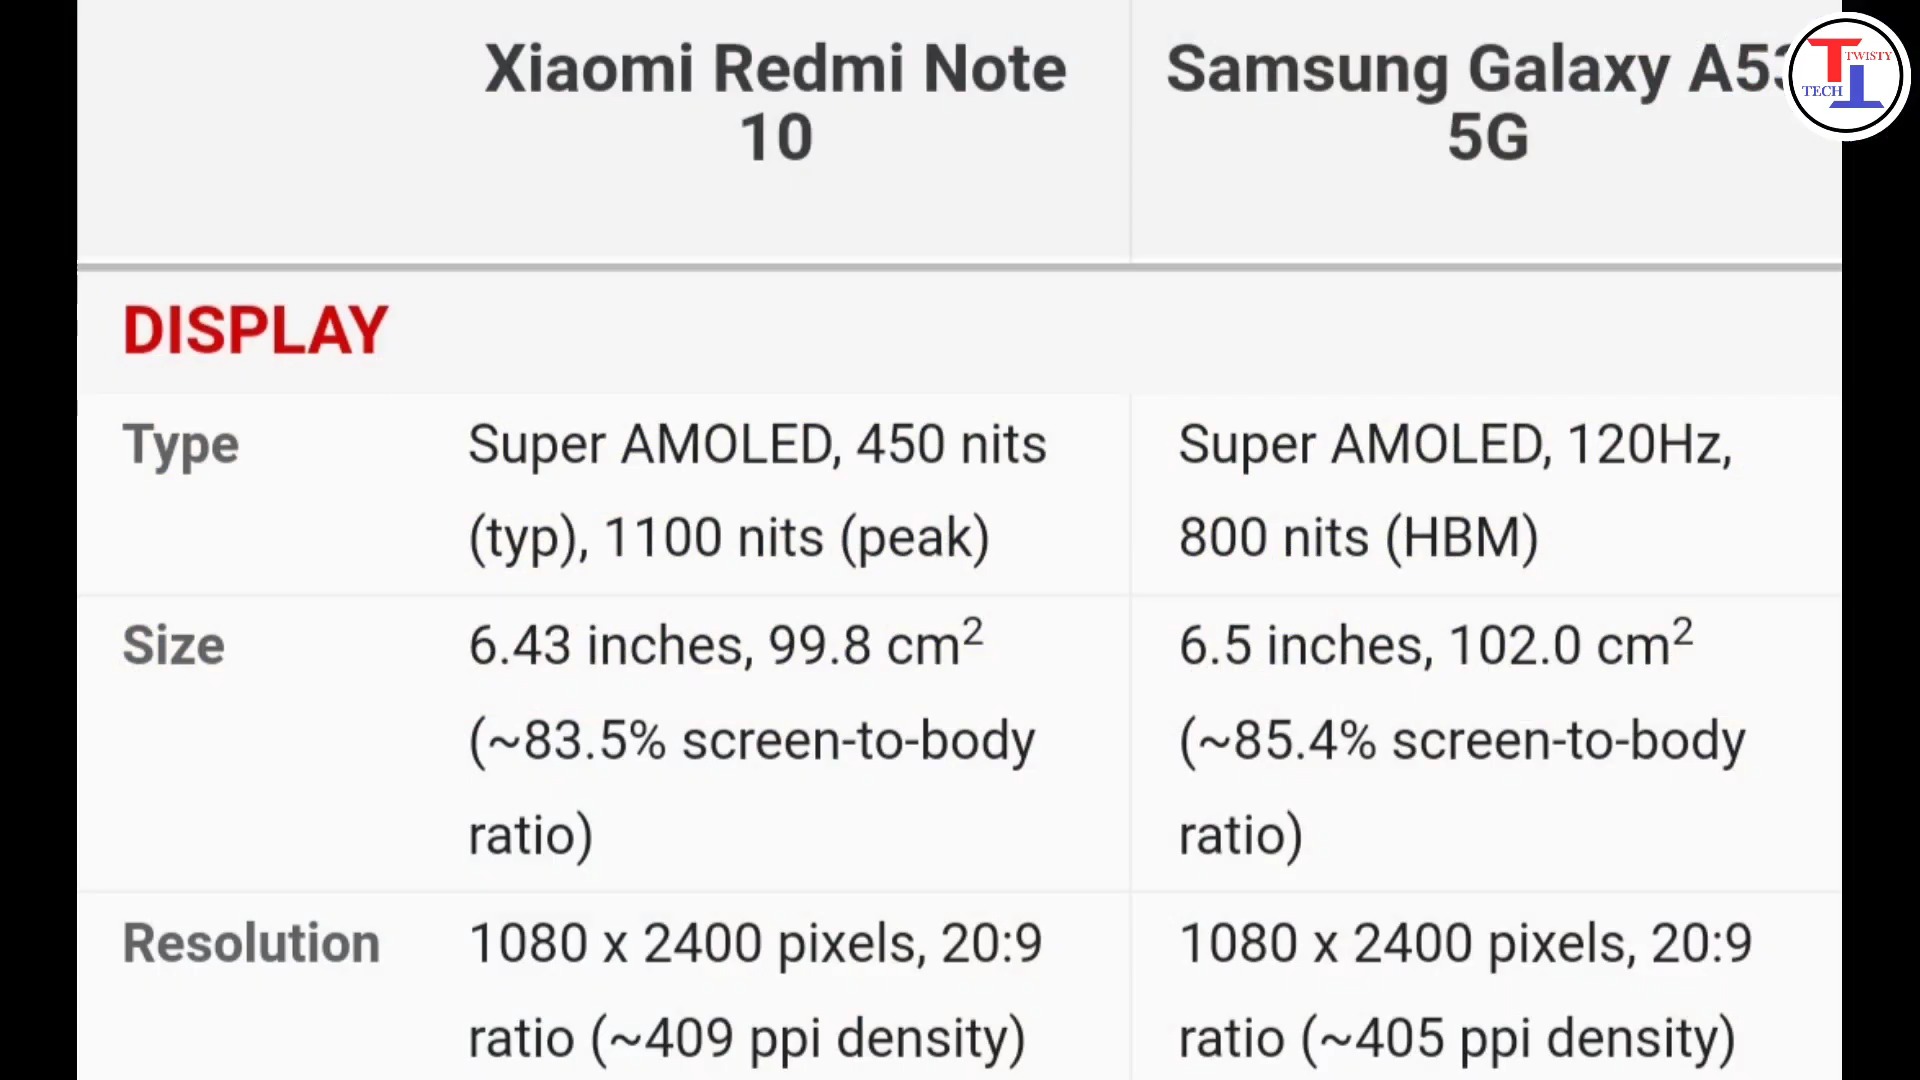 Xiaomi Redmi Note
10
Samsung Galaxy A53
5G
TWISTY
TECH
DISPLAY
Type
Super AMOLED, 450 nits
(typ), 1100 nits (peak)
Super AMOLED, 120Hz,
800 nits (HBM)
Size
6.43 inches, 99.8 cm²
(~83.5% screen-to-body
ratio)
6.5 inches, 102.0 cm²
(~85.4% screen-to-body
ratio)
Resolution
1080 x 2400 pixels, 20:9
ratio (~409 ppi density)
1080 x 2400 pixels, 20:9
ratio (~405 ppi density)